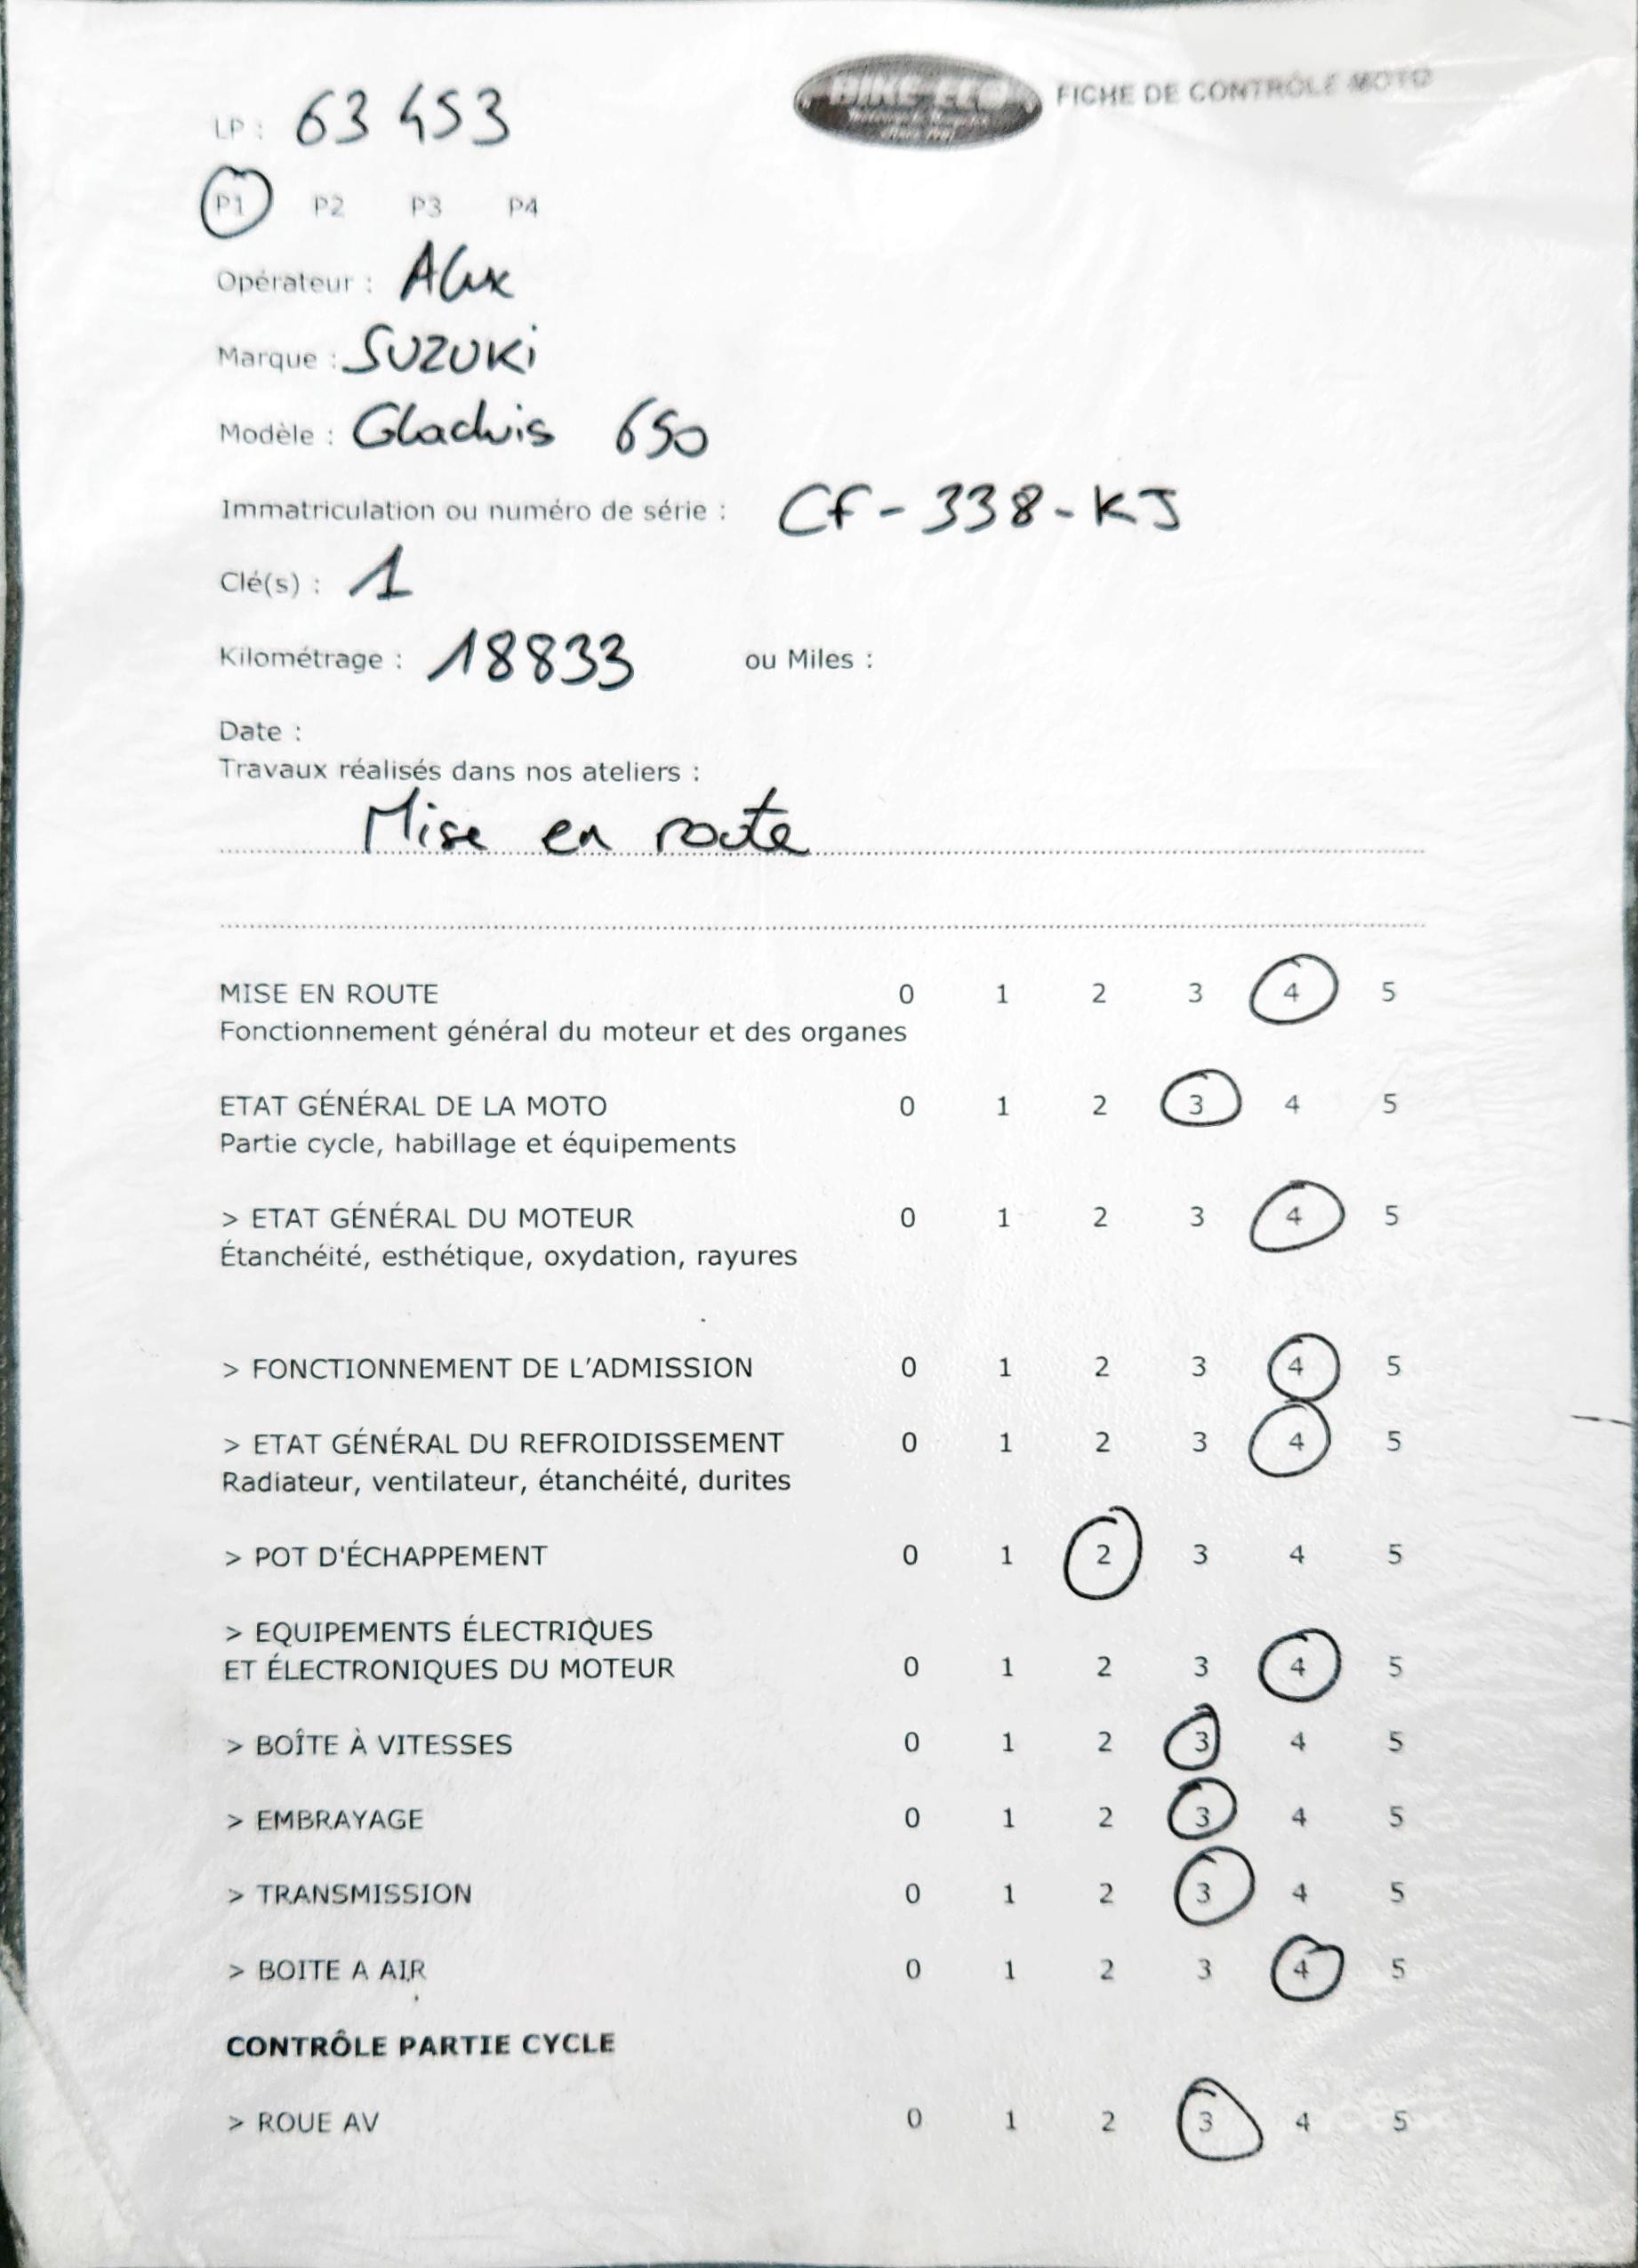 BIKE-ECO FICHE DE CONTRÔLE MOTO
LP : 63 453
P1 P2 P3 P4
Opérateur : Alex
Marque : SUZUKi
Modèle : Gladuis 650
Immatriculation ou numéro de série : CF-338-KJ
Clé(s) : 1
Kilométrage : 18833 ou Miles :
Date :
Travaux réalisés dans nos ateliers :
Mise en route
MISE EN ROUTE 0 1 2 3 4 5
Fonctionnement général du moteur et des organes
ETAT GÉNÉRAL DE LA MOTO 0 1 2 3 4 5
Partie cycle, habillage et équipements
> ETAT GÉNÉRAL DU MOTEUR 0 1 2 3 4 5
Étanchéité, esthétique, oxydation, rayures
> FONCTIONNEMENT DE L'ADMISSION 0 1 2 3 4 5
> ETAT GÉNÉRAL DU REFROIDISSEMENT 0 1 2 3 4 5
Radiateur, ventilateur, étanchéité, durites
> POT D'ÉCHAPPEMENT 0 1 2 3 4 5
> EQUIPEMENTS ÉLECTRIQUES
ET ÉLECTRONIQUES DU MOTEUR 0 1 2 3 4 5
> BOÎTE À VITESSES 0 1 2 3 4 5
> EMBRAYAGE 0 1 2 3 4 5
> TRANSMISSION 0 1 2 3 4 5
> BOITE A AIR 0 1 2 3 4 5
CONTRÔLE PARTIE CYCLE
> ROUE AV 0 1 2 3 4 5